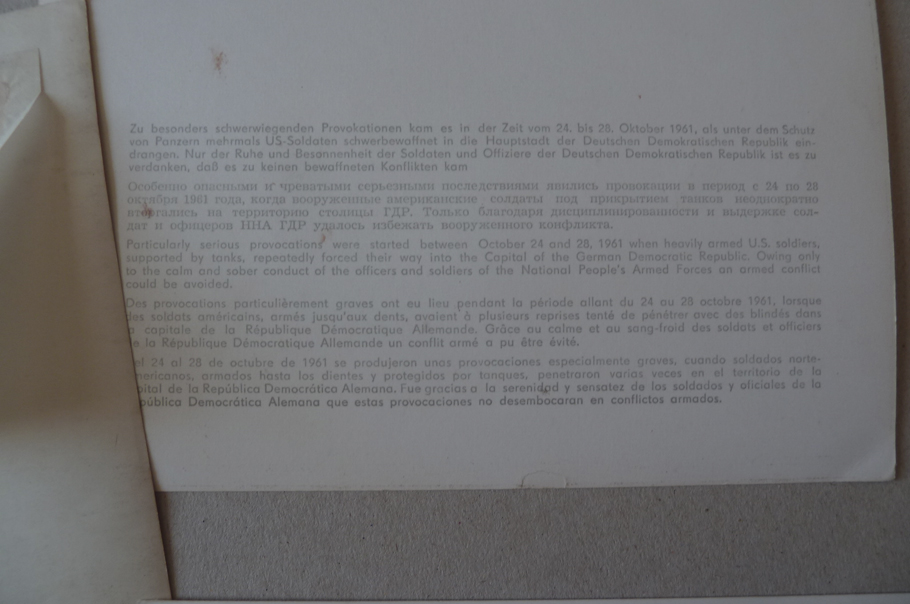 Zu besonders schwerwiegenden Provokationen kam es in der Zeit vom 24. bis 28. Oktober 1961, als unter dem Schutz
von Panzern mehrmals US-Soldaten schwerbewaffnet in die Hauptstadt der Deutschen Demokratischen Republik ein-
drangen. Nur der Ruhe und Besonnenheit der Soldaten und Offiziere der Deutschen Demokratischen Republik ist es zu
verdanken, daß es zu keinen bewaffneten Konflikten kam
Особенно опасными и чреватыми серьезными последствиями явились провокации в период с 24 по 28
октября 1961 года, когда вооруженные американские солдаты под прикрытием танков неоднократно
вторгались на территорию столицы ГДР. Только благодаря дисциплинированности и выдержке сол-
дат и офицеров ННА ГДР удалось избежать вооруженного конфликта.
Particularly serious provocations were started between October 24 and 28, 1961 when heavily armed U.S. soldiers,
supported by tanks, repeatedly forced their way into the Capital of the German Democratic Republic. Owing only
to the calm and sober conduct of the officers and soldiers of the National People's Armed Forces an armed conflict
could be avoided.
Des provocations particulièrement graves ont eu lieu pendant la période allant du 24 au 28 octobre 1961, lorsque
des soldats américains, armés jusqu'aux dents, avaient à plusieurs reprises tenté de pénétrer avec des blindés dans
a capitale de la République Démocratique Allemande. Grâce au calme et au sang-froid des soldats et officiers
e la République Démocratique Allemande un conflit armé a pu être évité.
el 24 al 28 de octubre de 1961 se produjeron unas provocaciones especialmente graves, cuando soldados norte-
mericanos, armados hasta los dientes y protegidos por tanques, penetraron varias veces en el territorio de la
pital de la República Democrática Alemana. Fue gracias a la serenidad y sensatez de los soldados y oficiales de la
pública Democrática Alemana que estas provocaciones no desembocaran en conflictos armados.